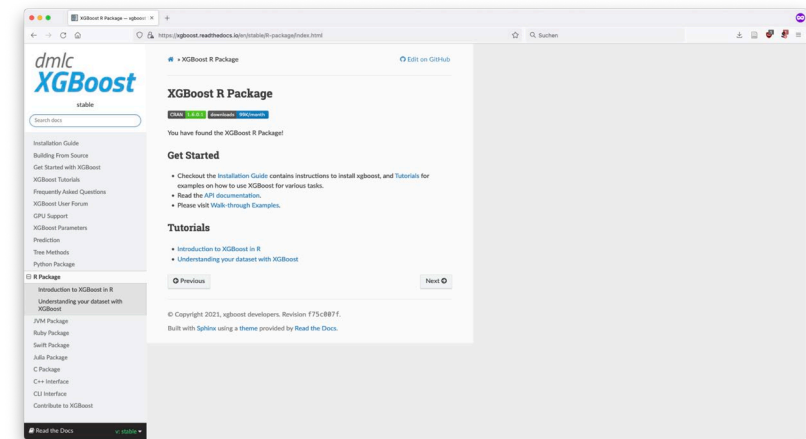 XGBoost R Package — xgboost
https://xgboost.readthedocs.io/en/stable/R-package/index.html
Suchen
dmlc
XGBoost
stable
Search docs
Installation Guide
Building From Source
Get Started with XGBoost
XGBoost Tutorials
Frequently Asked Questions
XGBoost User Forum
GPU Support
XGBoost Parameters
Prediction
Tree Methods
Python Package
R Package
Introduction to XGBoost in R
Understanding your dataset with
XGBoost
JVM Package
Ruby Package
Swift Package
Julia Package
C Package
C++ Interface
CLI Interface
Contribute to XGBoost
Read the Docs
v: stable
» XGBoost R Package
Edit on GitHub
XGBoost R Package
CRAN 1.6.0.1 downloads 98K/month
You have found the XGBoost R Package!
Get Started
• Checkout the Installation Guide contains instructions to install xgboost, and Tutorials for
examples on how to use XGBoost for various tasks.
• Read the API documentation.
• Please visit Walk-through Examples.
Tutorials
• Introduction to XGBoost in R
• Understanding your dataset with XGBoost
Previous
Next
© Copyright 2021, xgboost developers. Revision f75c007f.
Built with Sphinx using a theme provided by Read the Docs.